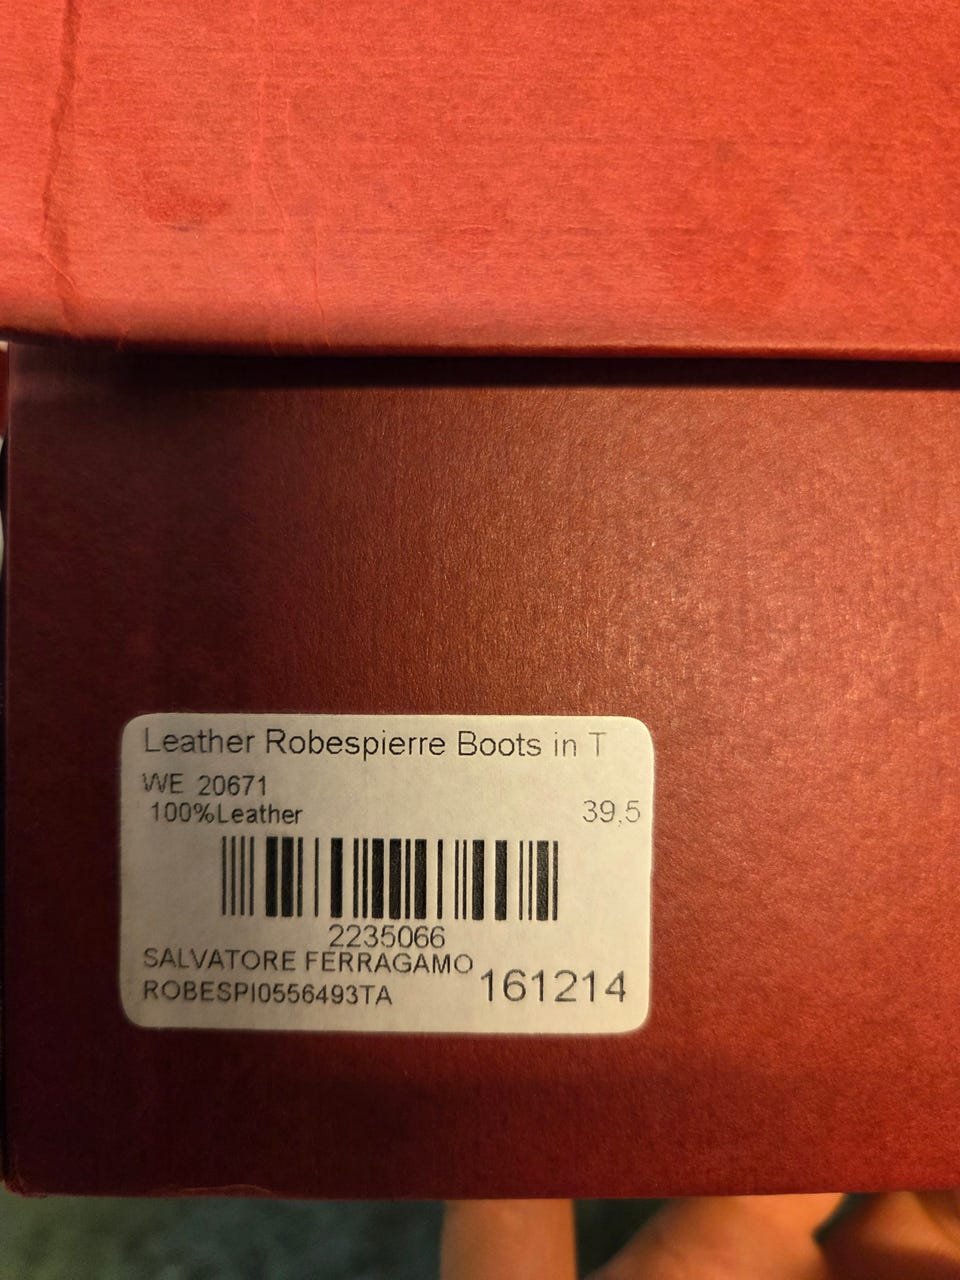 Leather Robespierre Boots in T
WE 20671
100%Leather
39,5
2235066
SALVATORE FERRAGAMO
ROBESPI0556493TA
161214